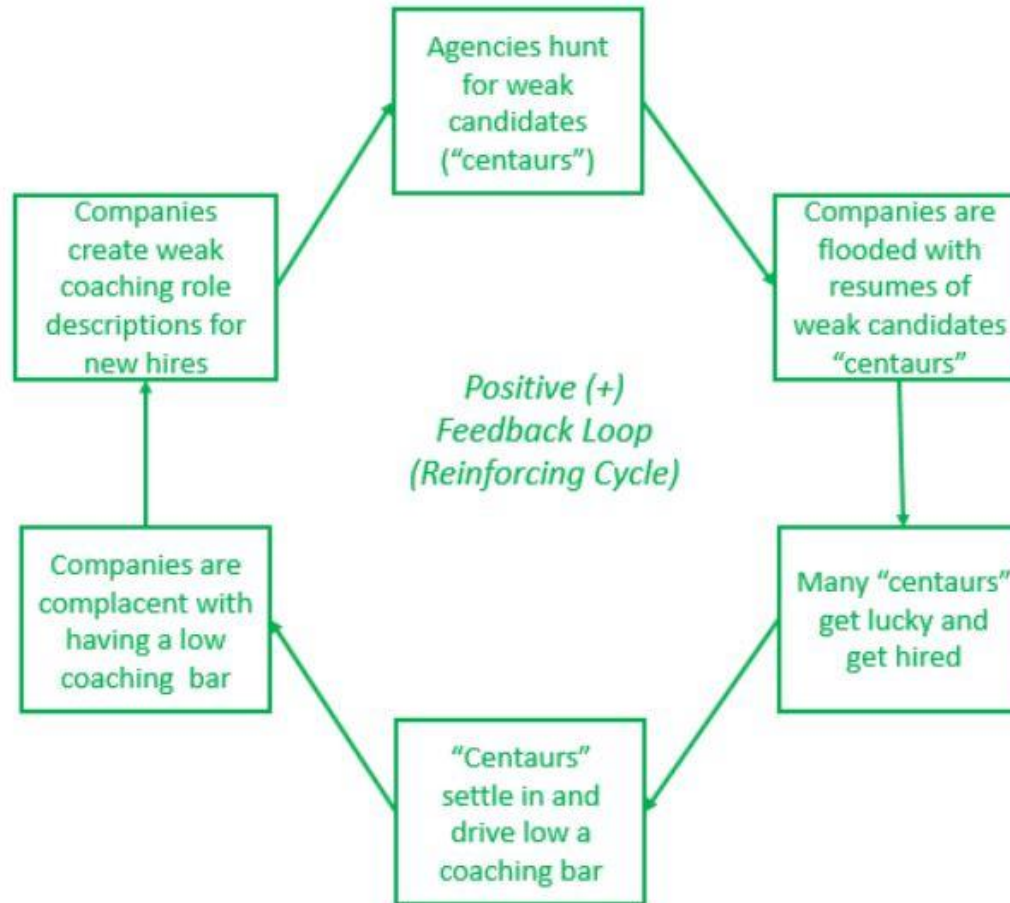 Agencies hunt
for weak
candidates
(“centaurs”)
Companies are
flooded with
resumes of
weak candidates
“centaurs”
Many “centaurs”
get lucky and
get hired
“Centaurs”
settle in and
drive low a
coaching bar
Companies are
complacent with
having a low
coaching bar
Companies
create weak
coaching role
descriptions for
new hires
Positive (+)
Feedback Loop
(Reinforcing Cycle)